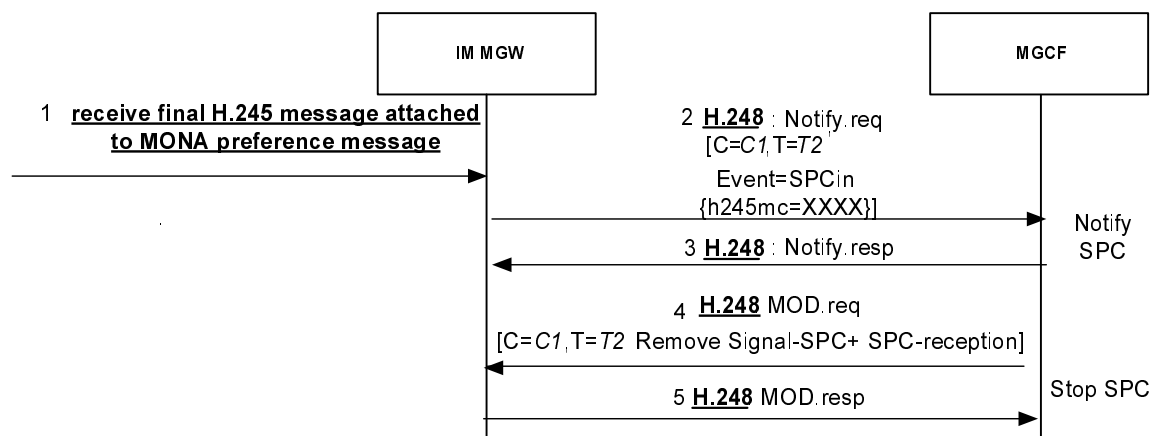 IM MGW
MGCF
1 receive final H.245 message attached
to MONA preference message
2 H.248 : Notify.req
[C=C1,T=T2
Event=SPCin
{h245mc=XXXX}]
Notify
SPC
3 H.248 : Notify.resp
4 H.248 MOD.req
[C=C1,T=T2 Remove Signal-SPC+ SPC-reception]
Stop SPC
5 H.248 MOD.resp